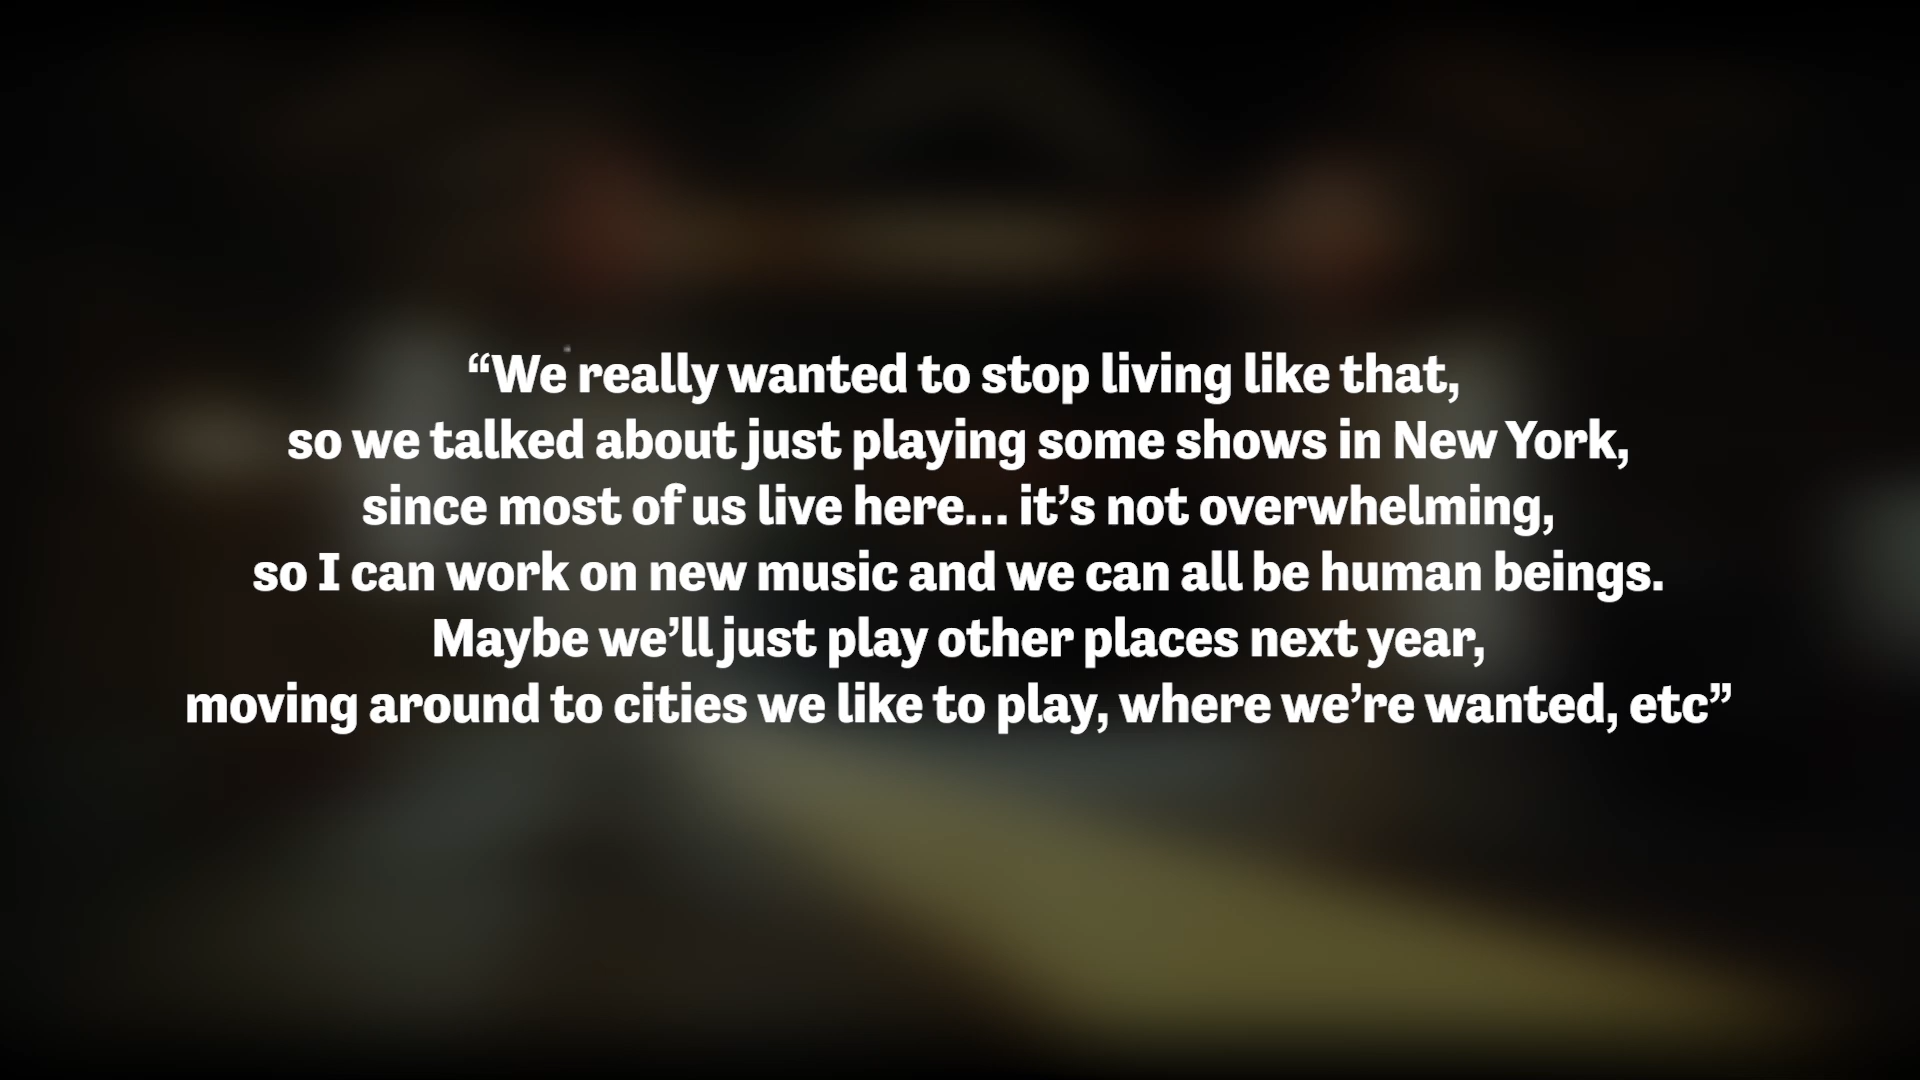 “We really wanted to stop living like that,
so we talked about just playing some shows in New York,
since most of us live here... it’s not overwhelming,
so I can work on new music and we can all be human beings.
Maybe we’ll just play other places next year,
moving around to cities we like to play, where we’re wanted, etc”